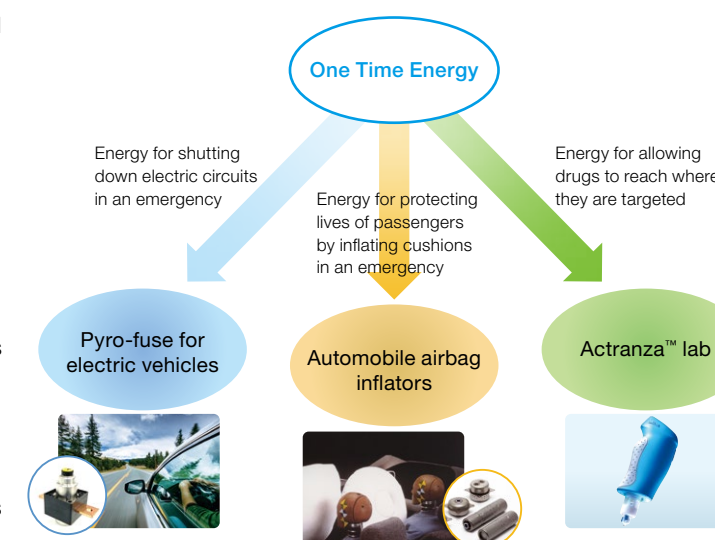 One Time Energy
Energy for shutting
down electric circuits
in an emergency
Energy for protecting
lives of passengers
by inflating cushions
in an emergency
Energy for allowing
drugs to reach where
they are targeted
Pyro-fuse for
electric vehicles
Automobile airbag
inflators
Actranza™ lab